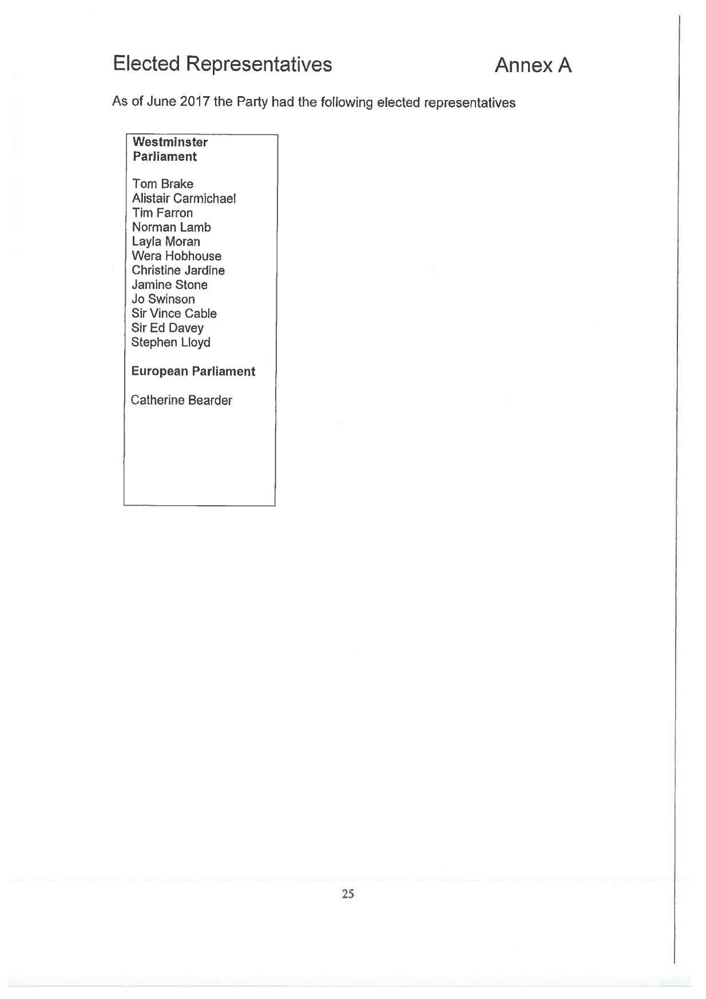 Elected Representatives Annex A
As of June 2017 the Party had the following elected representatives
Westminster
Parliament
Tom Brake
Alistair Carmichael
Tim Farron
Norman Lamb
Layla Moran
Wera Hobhouse
Christine Jardine
Jamine Stone
Jo Swinson
Sir Vince Cable
Sir Ed Davey
Stephen Lloyd
European Parliament
Catherine Bearder
25